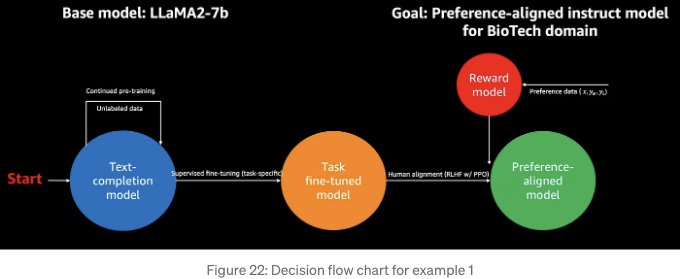 Base model: LLaMA2-7b
Goal: Preference-aligned instruct model
for BioTech domain
Reward
model
Preference data ( x, yw, yl)
Continued pre-training
Unlabeled data
Start
Text-
completion
model
Supervised fine-tuning (task-specific)
Task
fine-tuned
model
Human alignment (RLHF w/ PPO)
Preference-
aligned
model
Figure 22: Decision flow chart for example 1